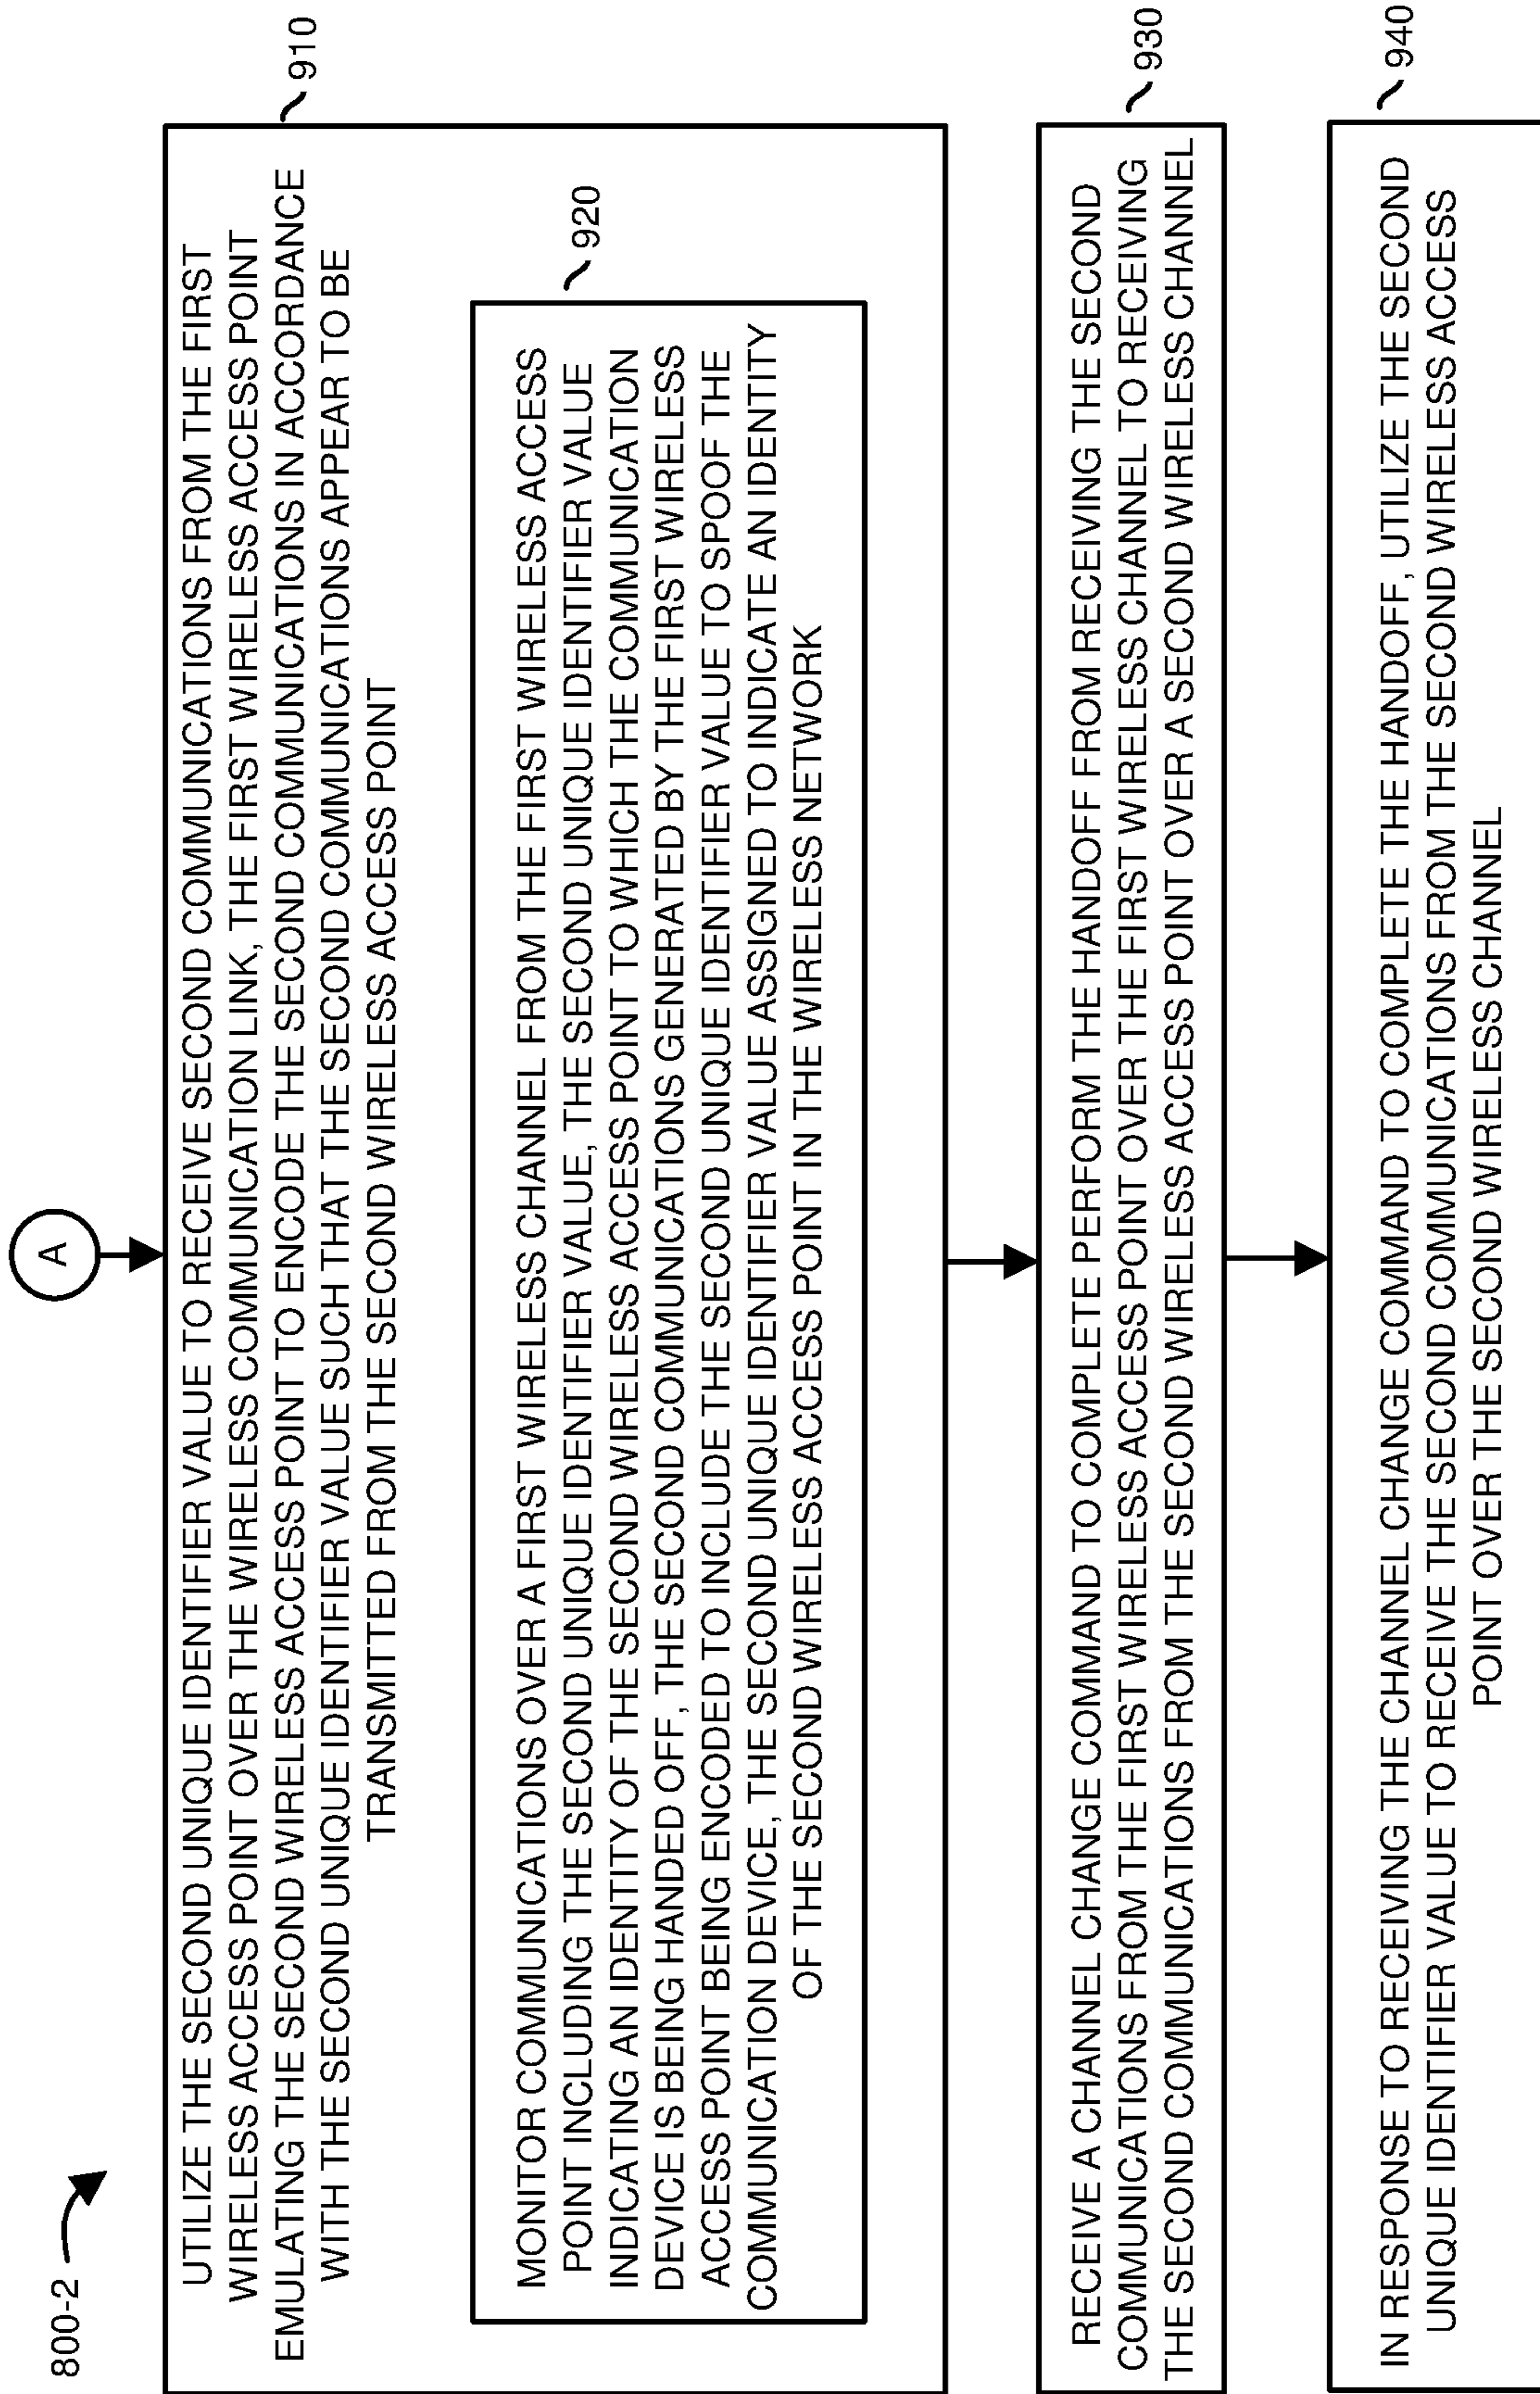 800-2
A
910
UTILIZE THE SECOND UNIQUE IDENTIFIER VALUE TO RECEIVE SECOND COMMUNICATIONS FROM THE FIRST
WIRELESS ACCESS POINT OVER THE WIRELESS COMMUNICATION LINK, THE FIRST WIRELESS ACCESS POINT
EMULATING THE SECOND WIRELESS ACCESS POINT TO ENCODE THE SECOND COMMUNICATIONS IN ACCORDANCE
WITH THE SECOND UNIQUE IDENTIFIER VALUE SUCH THAT THE SECOND COMMUNICATIONS APPEAR TO BE
TRANSMITTED FROM THE SECOND WIRELESS ACCESS POINT
920
MONITOR COMMUNICATIONS OVER A FIRST WIRELESS CHANNEL FROM THE FIRST WIRELESS ACCESS
POINT INCLUDING THE SECOND UNIQUE IDENTIFIER VALUE, THE SECOND UNIQUE IDENTIFIER VALUE
INDICATING AN IDENTITY OF THE SECOND WIRELESS ACCESS POINT TO WHICH THE COMMUNICATION
DEVICE IS BEING HANDED OFF, THE SECOND COMMUNICATIONS GENERATED BY THE FIRST WIRELESS
ACCESS POINT BEING ENCODED TO INCLUDE THE SECOND UNIQUE IDENTIFIER VALUE TO SPOOF THE
COMMUNICATION DEVICE, THE SECOND UNIQUE IDENTIFIER VALUE ASSIGNED TO INDICATE AN IDENTITY
OF THE SECOND WIRELESS ACCESS POINT IN THE WIRELESS NETWORK
930
RECEIVE A CHANNEL CHANGE COMMAND TO COMPLETE PERFORM THE HANDOFF FROM RECEIVING THE SECOND
COMMUNICATIONS FROM THE FIRST WIRELESS ACCESS POINT OVER THE FIRST WIRELESS CHANNEL TO RECEIVING
THE SECOND COMMUNICATIONS FROM THE SECOND WIRELESS ACCESS POINT OVER A SECOND WIRELESS CHANNEL
940
IN RESPONSE TO RECEIVING THE CHANNEL CHANGE COMMAND TO COMPLETE THE HANDOFF, UTILIZE THE SECOND
UNIQUE IDENTIFIER VALUE TO RECEIVE THE SECOND COMMUNICATIONS FROM THE SECOND WIRELESS ACCESS
POINT OVER THE SECOND WIRELESS CHANNEL